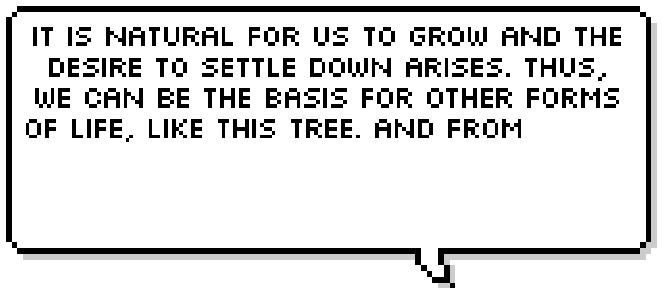 IT IS NATURAL FOR US TO GROW AND THE
DESIRE TO SETTLE DOWN ARISES. THUS,
WE CAN BE THE BASIS FOR OTHER FORMS
OF LIFE, LIKE THIS TREE. AND FROM